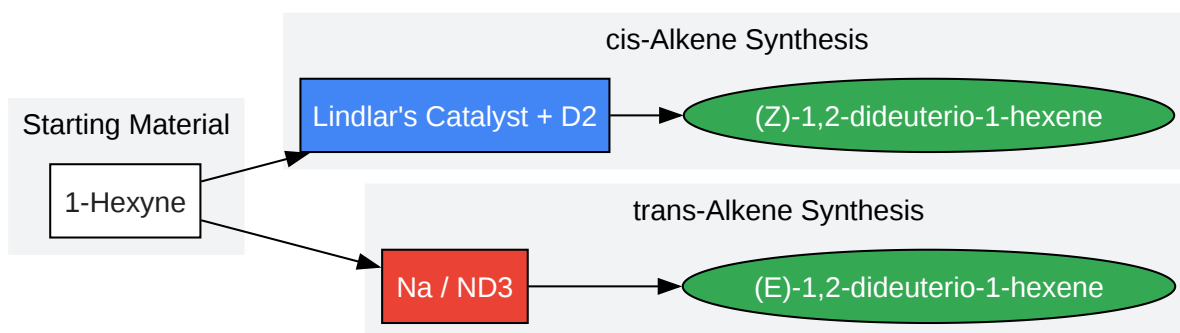 cis-Alkene Synthesis
Starting Material
Lindlar's Catalyst + D2
(Z)-1,2-dideuterio-1-hexene
1-Hexyne
trans-Alkene Synthesis
Na / ND3
(E)-1,2-dideuterio-1-hexene